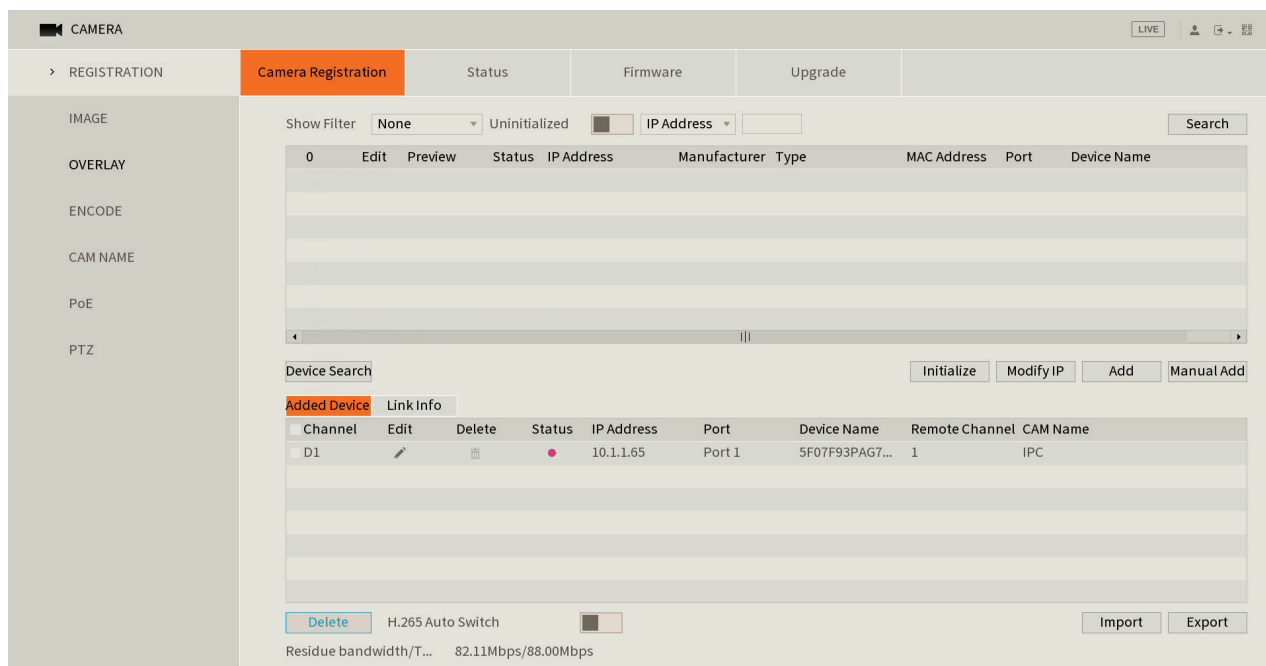 CAMERA LIVE
> REGISTRATION Camera Registration Status Firmware Upgrade
IMAGE Show Filter None Uninitialized IP Address Search
0 Edit Preview Status IP Address Manufacturer Type MAC Address Port Device Name
OVERLAY
ENCODE
CAM NAME
PoE
PTZ
Device Search Initialize Modify IP Add Manual Add
Added Device Link Info
Channel Edit Delete Status IP Address Port Device Name Remote Channel CAM Name
D1 10.1.1.65 Port 1 5F07F93PAG7... 1 IPC
Delete H.265 Auto Switch Import Export
Residue bandwidth/T... 82.11Mbps/88.00Mbps